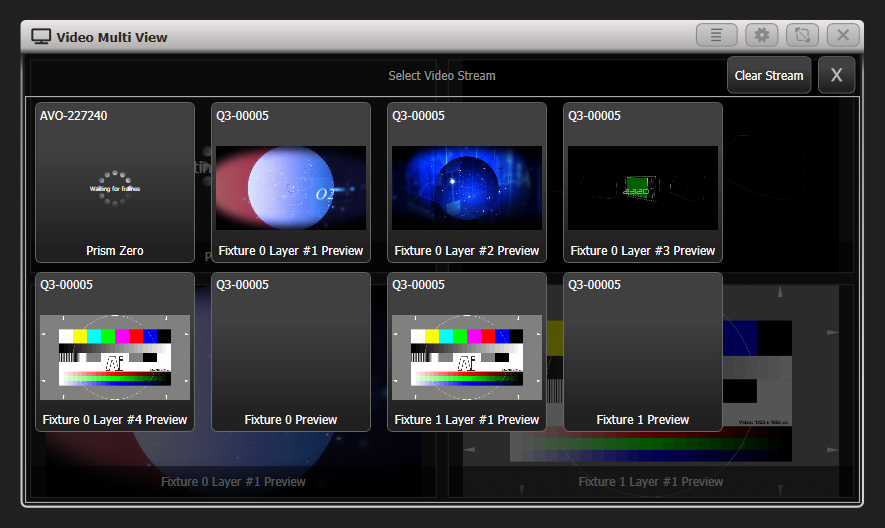 Video Multi View
Select Video Stream
Clear Stream
X
AVO-227240
Waiting for frames
Prism Zero
Q3-00005
O2
Fixture 0 Layer #1 Preview
Q3-00005
Fixture 0 Layer #2 Preview
Q3-00005
Fixture 0 Layer #3 Preview
Q3-00005
Ai
Fixture 0 Layer #4 Preview
Q3-00005
Fixture 0 Preview
Q3-00005
Ai
Fixture 1 Layer #1 Preview
Q3-00005
Fixture 1 Preview
Fixture 0 Layer #1 Preview
Fixture 1 Layer #1 Preview